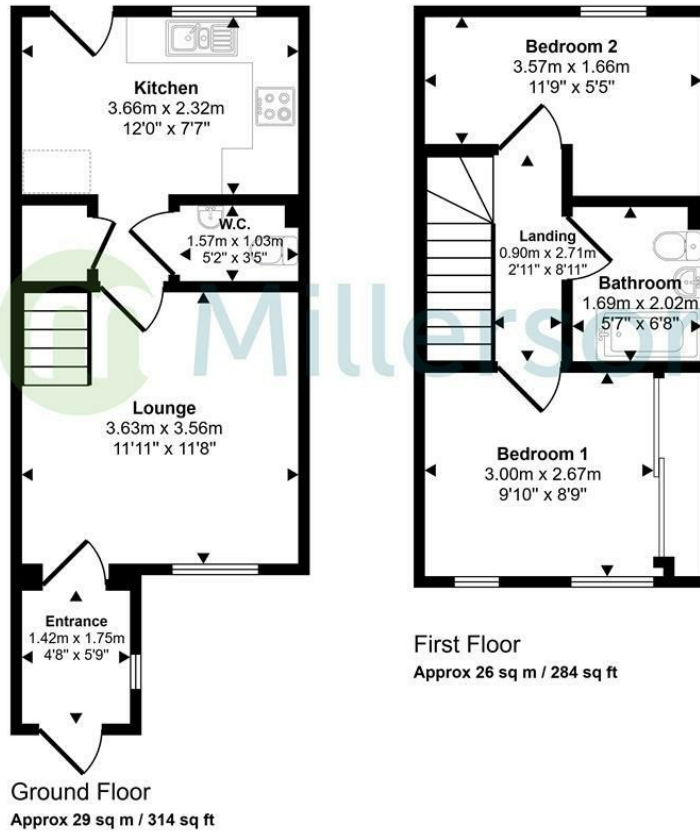 Kitchen
3.66m x 2.32m
12'0" x 7'7"
W.C.
1.57m x 1.03m
5'2" x 3'5"
Lounge
3.63m x 3.56m
11'11" x 11'8"
Entrance
1.42m x 1.75m
4'8" x 5'9"
Ground Floor
Approx 29 sq m / 314 sq ft
Bedroom 2
3.57m x 1.66m
11'9" x 5'5"
Landing
0.90m x 2.71m
2'11" x 8'11"
Bathroom
1.69m x 2.02m
5'7" x 6'8"
Bedroom 1
3.00m x 2.67m
9'10" x 8'9"
First Floor
Approx 26 sq m / 284 sq ft
m Millerson